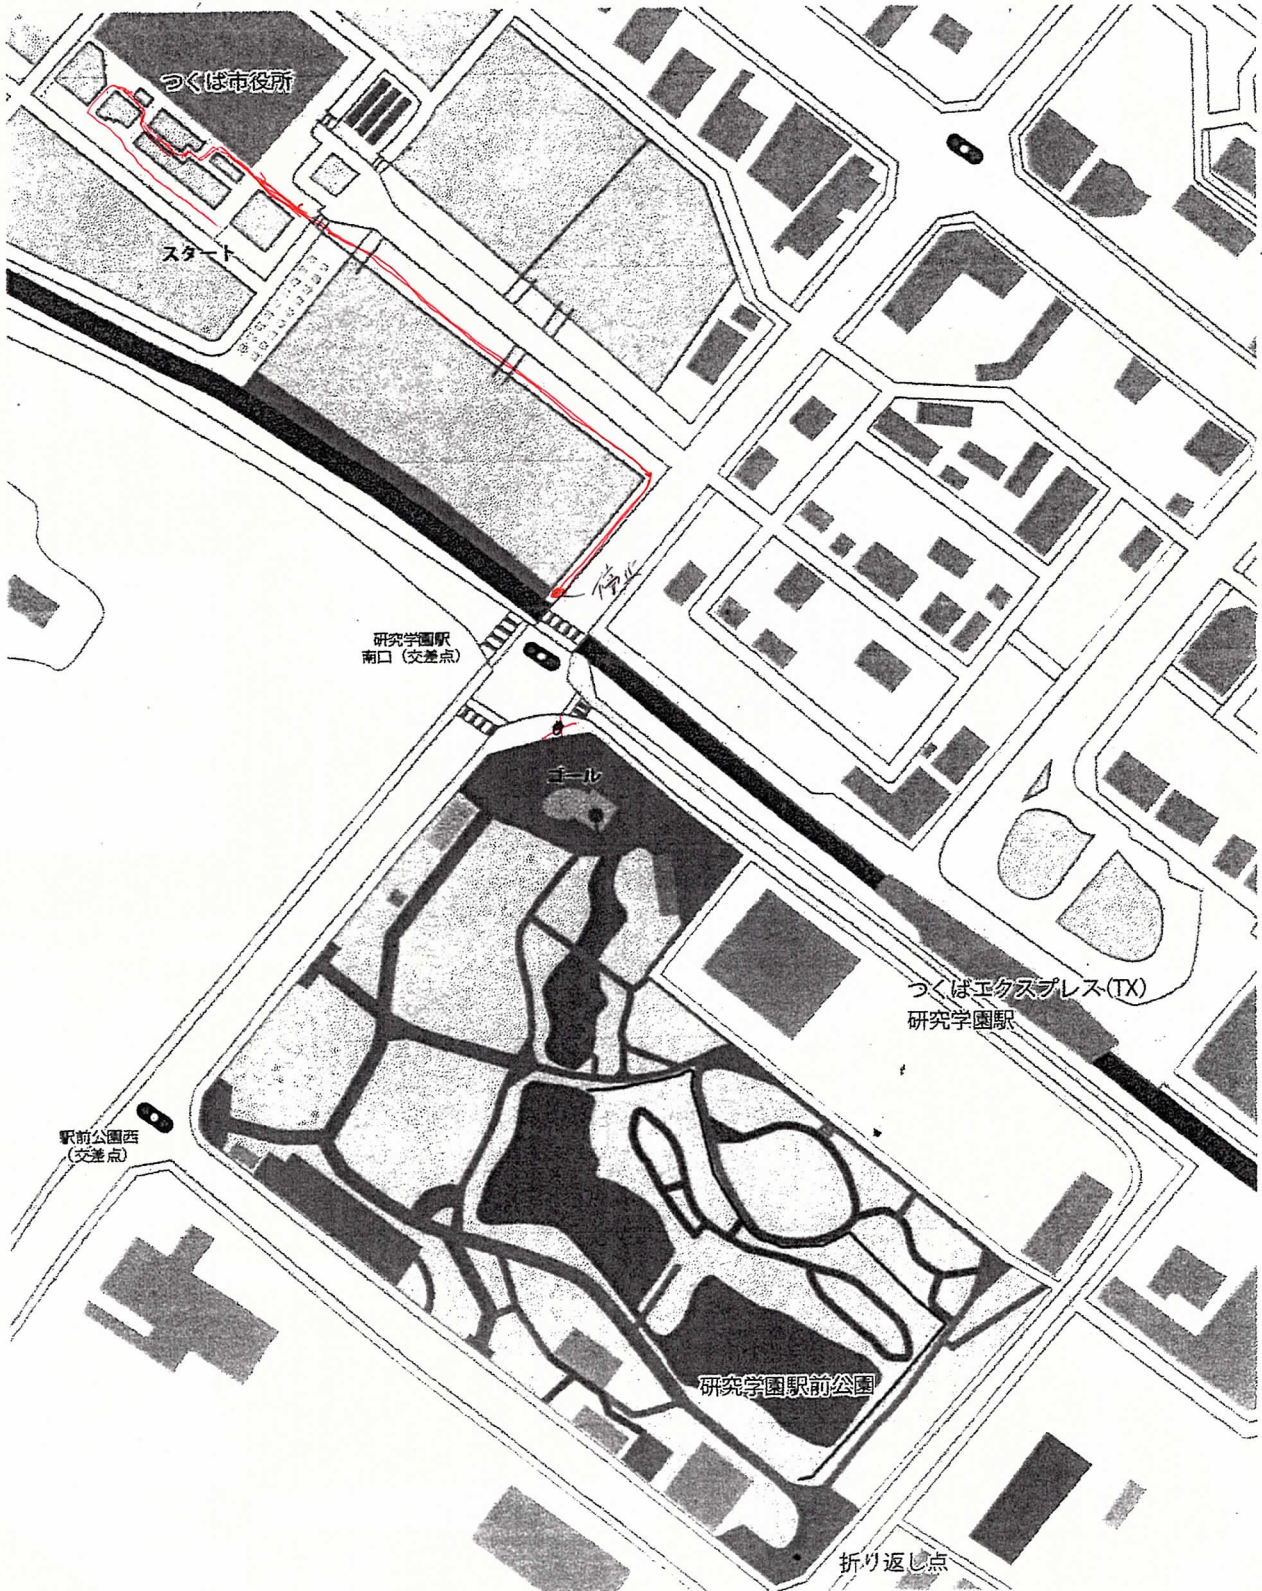 つくば市役所
スタート
停止
研究学園駅
南口（交差点）
ゴール
つくばエクスプレス(TX)
研究学園駅
駅前公園西
（交差点）
研究学園駅前公園
折り返し点